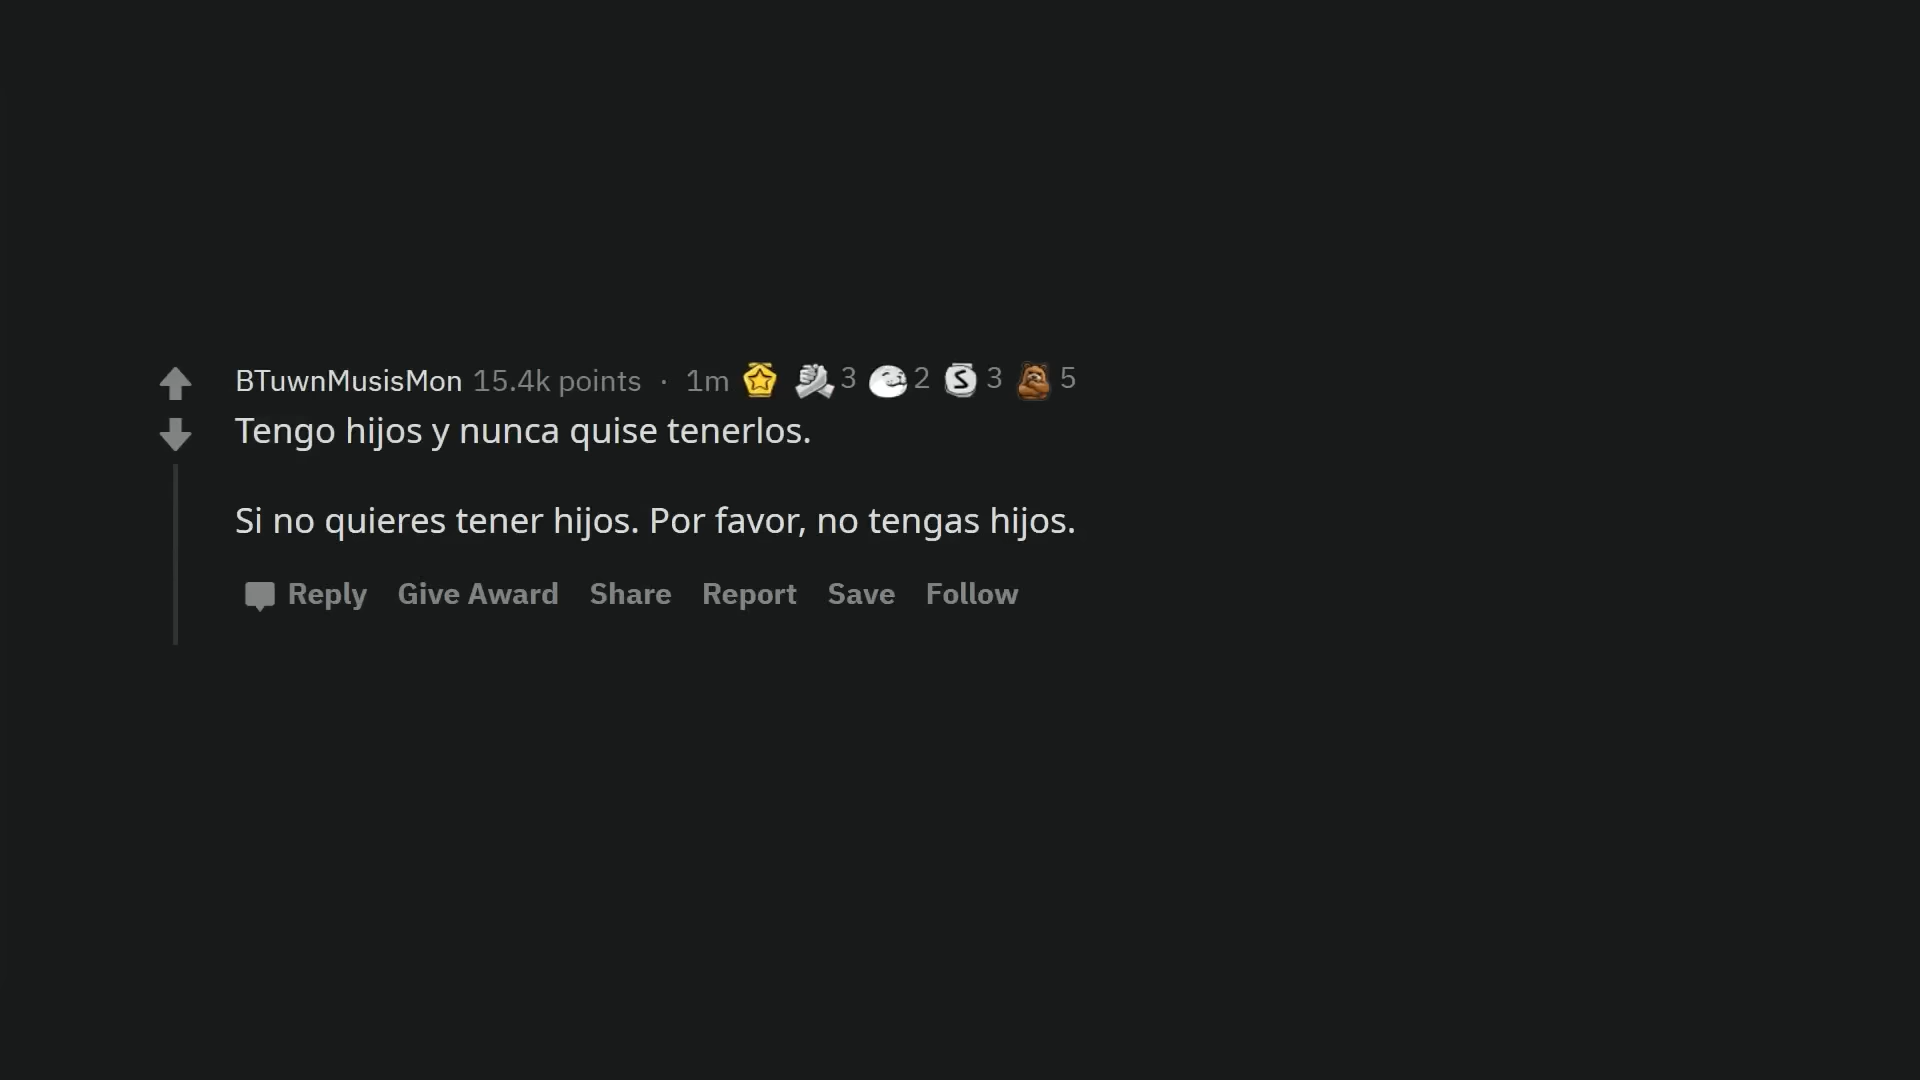 BTuwnMusisMon 15.4k points · 1m 3 2 3 5
Tengo hijos y nunca quise tenerlos.
Si no quieres tener hijos. Por favor, no tengas hijos.
Reply Give Award Share Report Save Follow